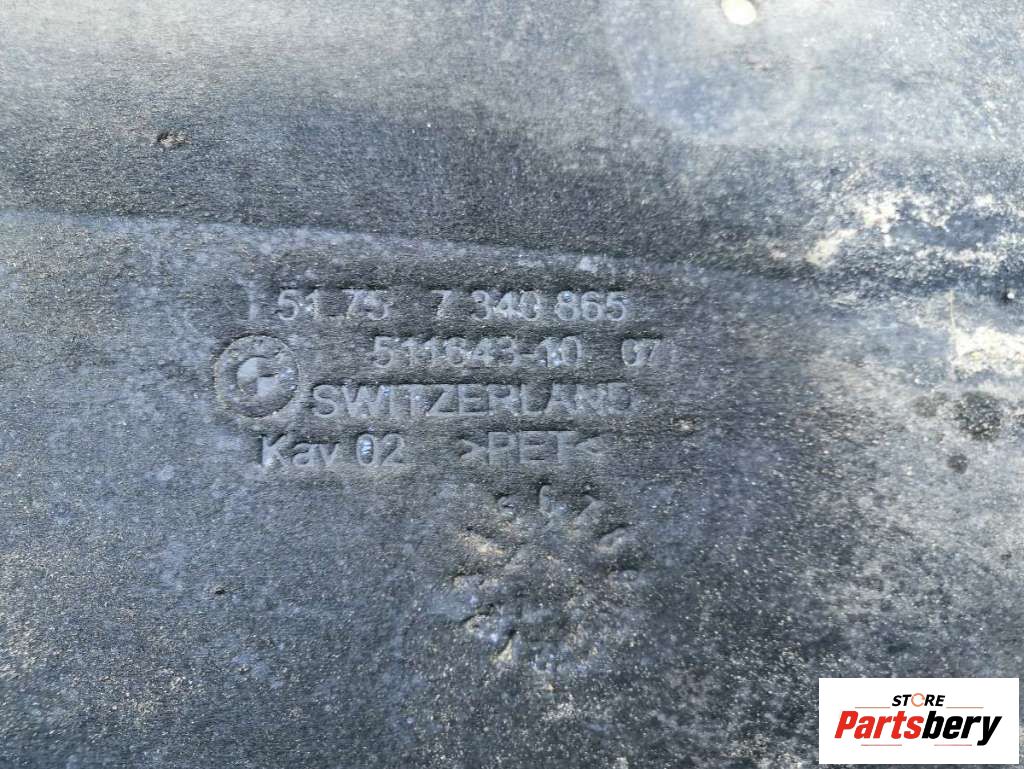 51.75 7 340 865
511643-10 07
SWITZERLAND
Kav 02 >PET<
STORE
Partsbery